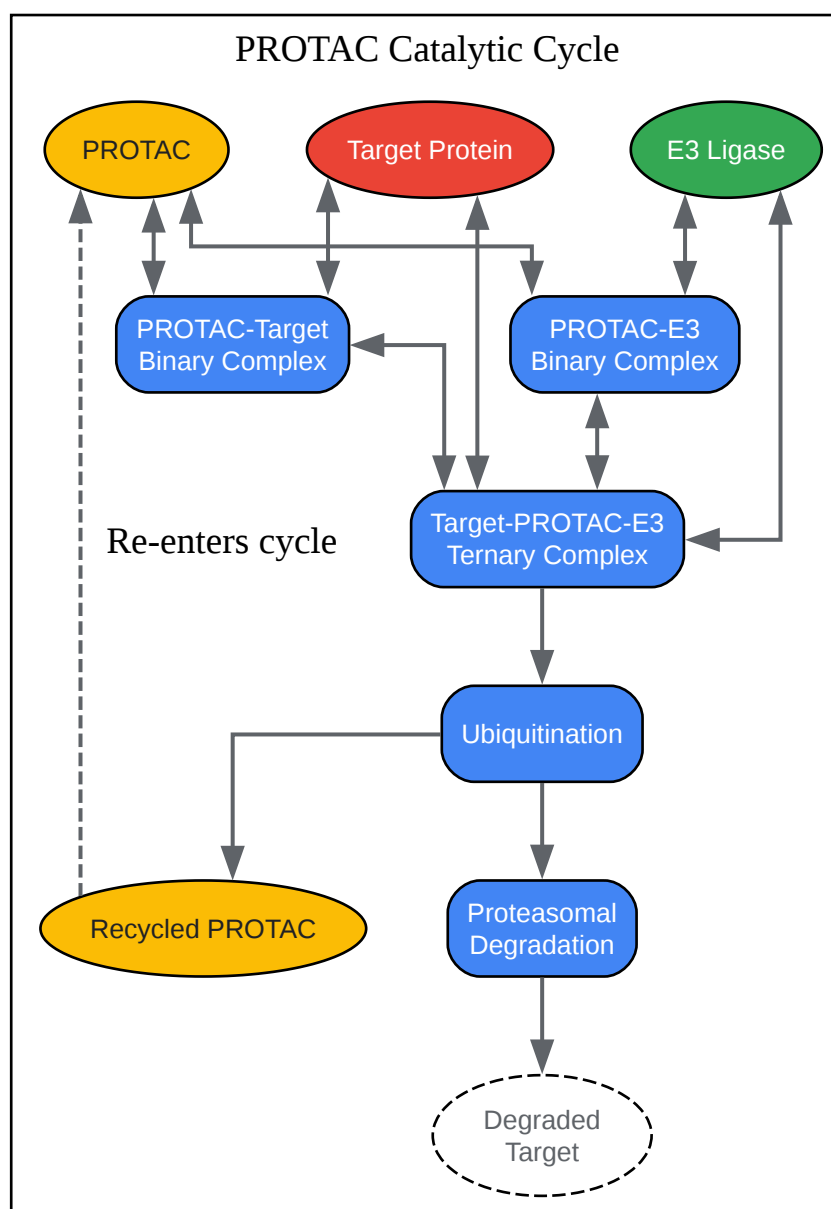 PROTAC Catalytic Cycle
PROTAC
Target Protein
E3 Ligase
PROTAC-Target
Binary Complex
PROTAC-E3
Binary Complex
Target-PROTAC-E3
Ternary Complex
Re-enters cycle
Ubiquitination
Recycled PROTAC
Proteasomal
Degradation
Degraded
Target